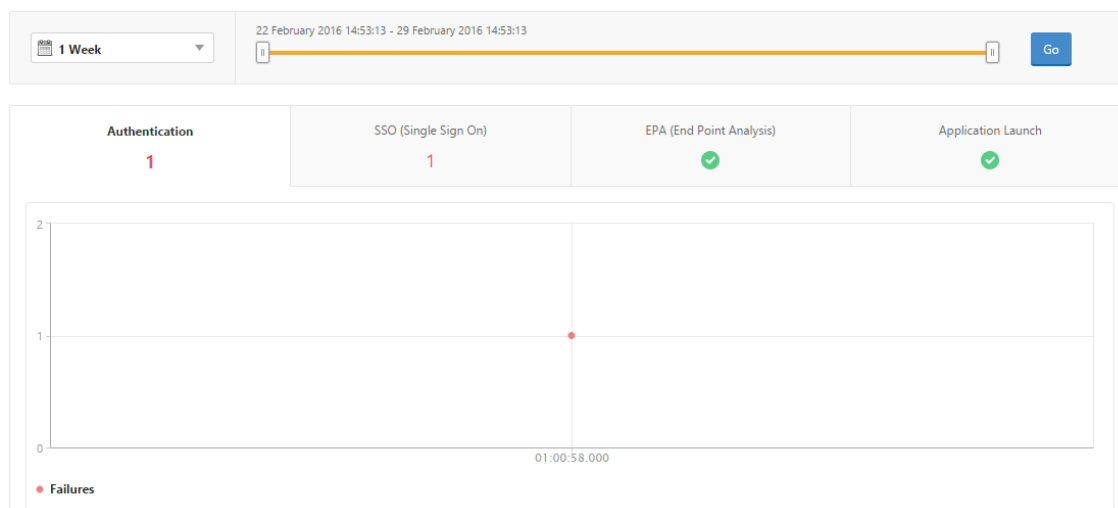 22 February 2016 14:53:13 - 29 February 2016 14:53:13
1 Week
Go
Authentication
SSO (Single Sign On)
EPA (End Point Analysis)
Application Launch
1
1
2
1
0
01:00:58.000
Failures